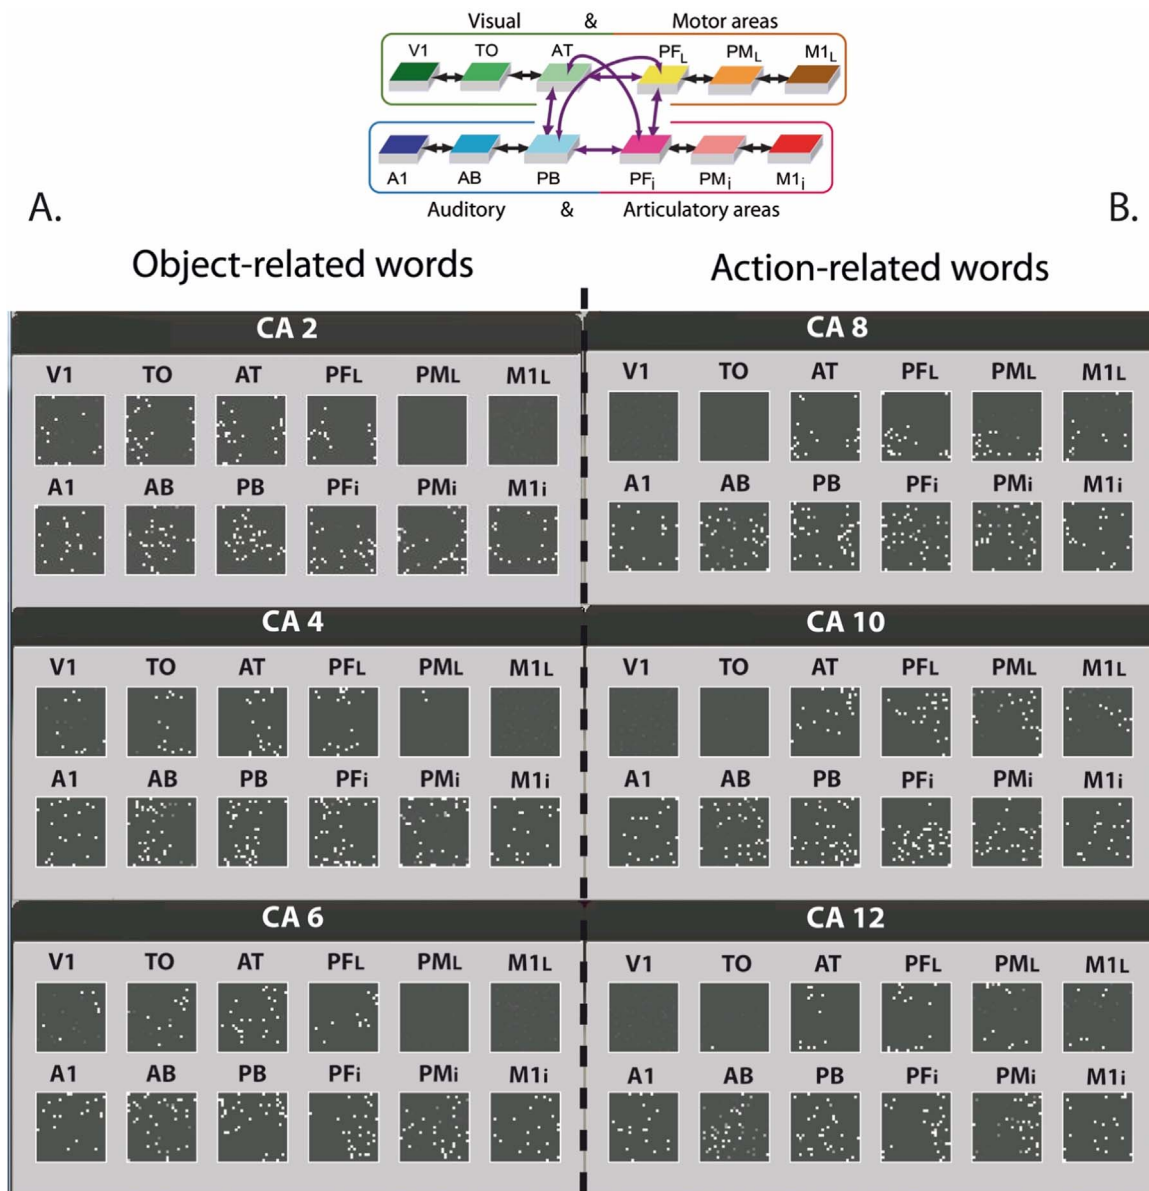 Visual & Motor areas
V1 TO AT PFL PML M1L
A1 AB PB PFi PMi M1i
Auditory & Articulatory areas
A. B.
Object-related words Action-related words
CA 2
V1 TO AT PFL PML M1L
A1 AB PB PFi PMi M1i
CA 8
V1 TO AT PFL PML M1L
A1 AB PB PFi PMi M1i
CA 4
V1 TO AT PFL PML M1L
A1 AB PB PFi PMi M1i
CA 10
V1 TO AT PFL PML M1L
A1 AB PB PFi PMi M1i
CA 6
V1 TO AT PFL PML M1L
A1 AB PB PFi PMi M1i
CA 12
V1 TO AT PFL PML M1L
A1 AB PB PFi PMi M1i